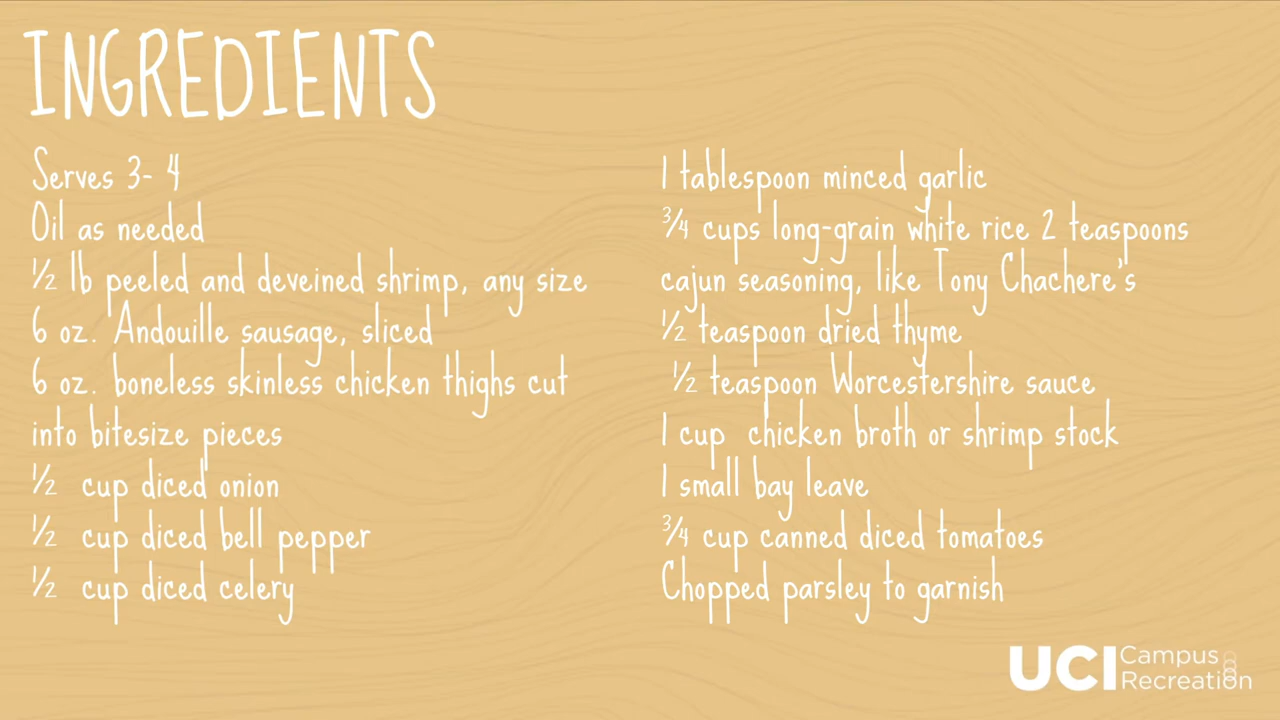 INGREDIENTS
Serves 3- 4
Oil as needed
½ lb peeled and deveined shrimp, any size
6 oz. Andouille sausage, sliced
6 oz. boneless skinless chicken thighs cut
into bitesize pieces
½ cup diced onion
½ cup diced bell pepper
½ cup diced celery
1 tablespoon minced garlic
¾ cups long-grain white rice 2 teaspoons
cajun seasoning, like Tony Chachere's
½ teaspoon dried thyme
½ teaspoon Worcestershire sauce
1 cup chicken broth or shrimp stock
1 small bay leave
¾ cup canned diced tomatoes
Chopped parsley to garnish
UCI Campus
Recreation